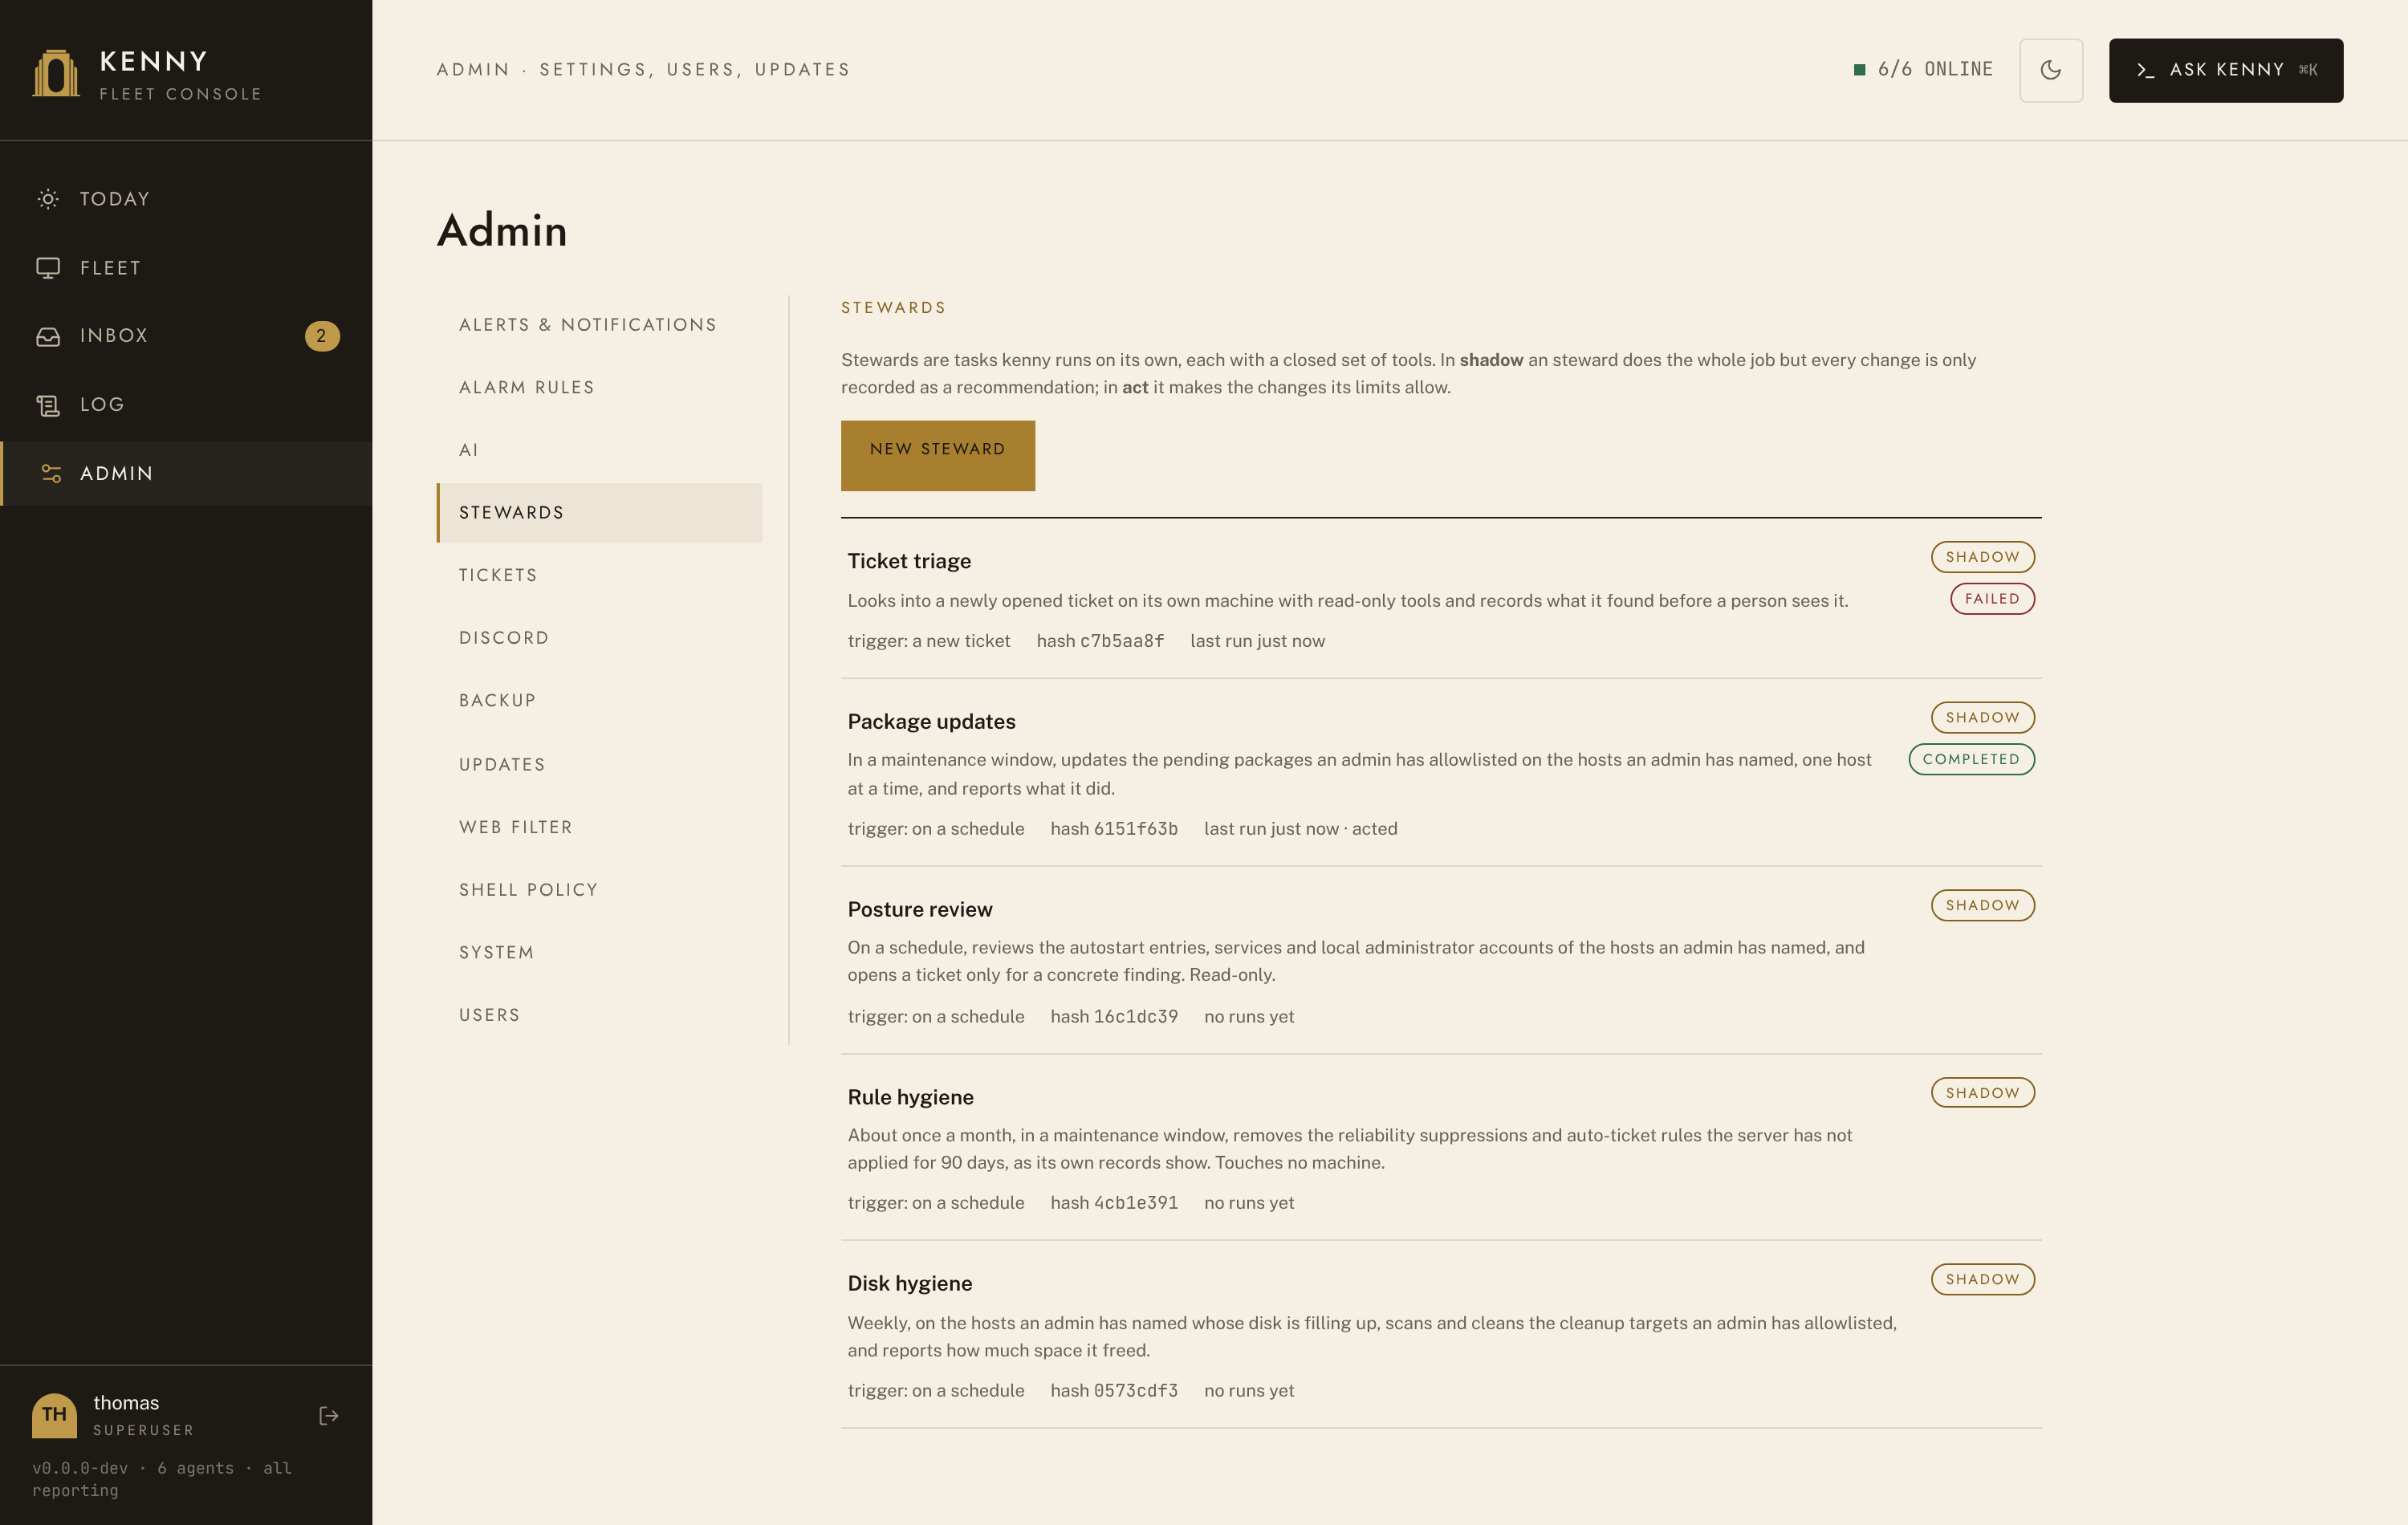 KENNY
FLEET CONSOLE
TODAY
FLEET
INBOX 2
LOG
ADMIN
TH thomas
SUPERUSER
v0.0.0-dev · 6 agents · all
reporting
ADMIN · SETTINGS, USERS, UPDATES
6/6 ONLINE
ASK KENNY ⌘K
Admin
ALERTS & NOTIFICATIONS
ALARM RULES
AI
STEWARDS
TICKETS
DISCORD
BACKUP
UPDATES
WEB FILTER
SHELL POLICY
SYSTEM
USERS
STEWARDS
Stewards are tasks kenny runs on its own, each with a closed set of tools. In shadow an steward does the whole job but every change is only
recorded as a recommendation; in act it makes the changes its limits allow.
NEW STEWARD
Ticket triage
SHADOW
FAILED
Looks into a newly opened ticket on its own machine with read-only tools and records what it found before a person sees it.
trigger: a new ticket hash c7b5aa8f last run just now
Package updates
SHADOW
COMPLETED
In a maintenance window, updates the pending packages an admin has allowlisted on the hosts an admin has named, one host
at a time, and reports what it did.
trigger: on a schedule hash 6151f63b last run just now · acted
Posture review
SHADOW
On a schedule, reviews the autostart entries, services and local administrator accounts of the hosts an admin has named, and
opens a ticket only for a concrete finding. Read-only.
trigger: on a schedule hash 16c1dc39 no runs yet
Rule hygiene
SHADOW
About once a month, in a maintenance window, removes the reliability suppressions and auto-ticket rules the server has not
applied for 90 days, as its own records show. Touches no machine.
trigger: on a schedule hash 4cb1e391 no runs yet
Disk hygiene
SHADOW
Weekly, on the hosts an admin has named whose disk is filling up, scans and cleans the cleanup targets an admin has allowlisted,
and reports how much space it freed.
trigger: on a schedule hash 0573cdf3 no runs yet